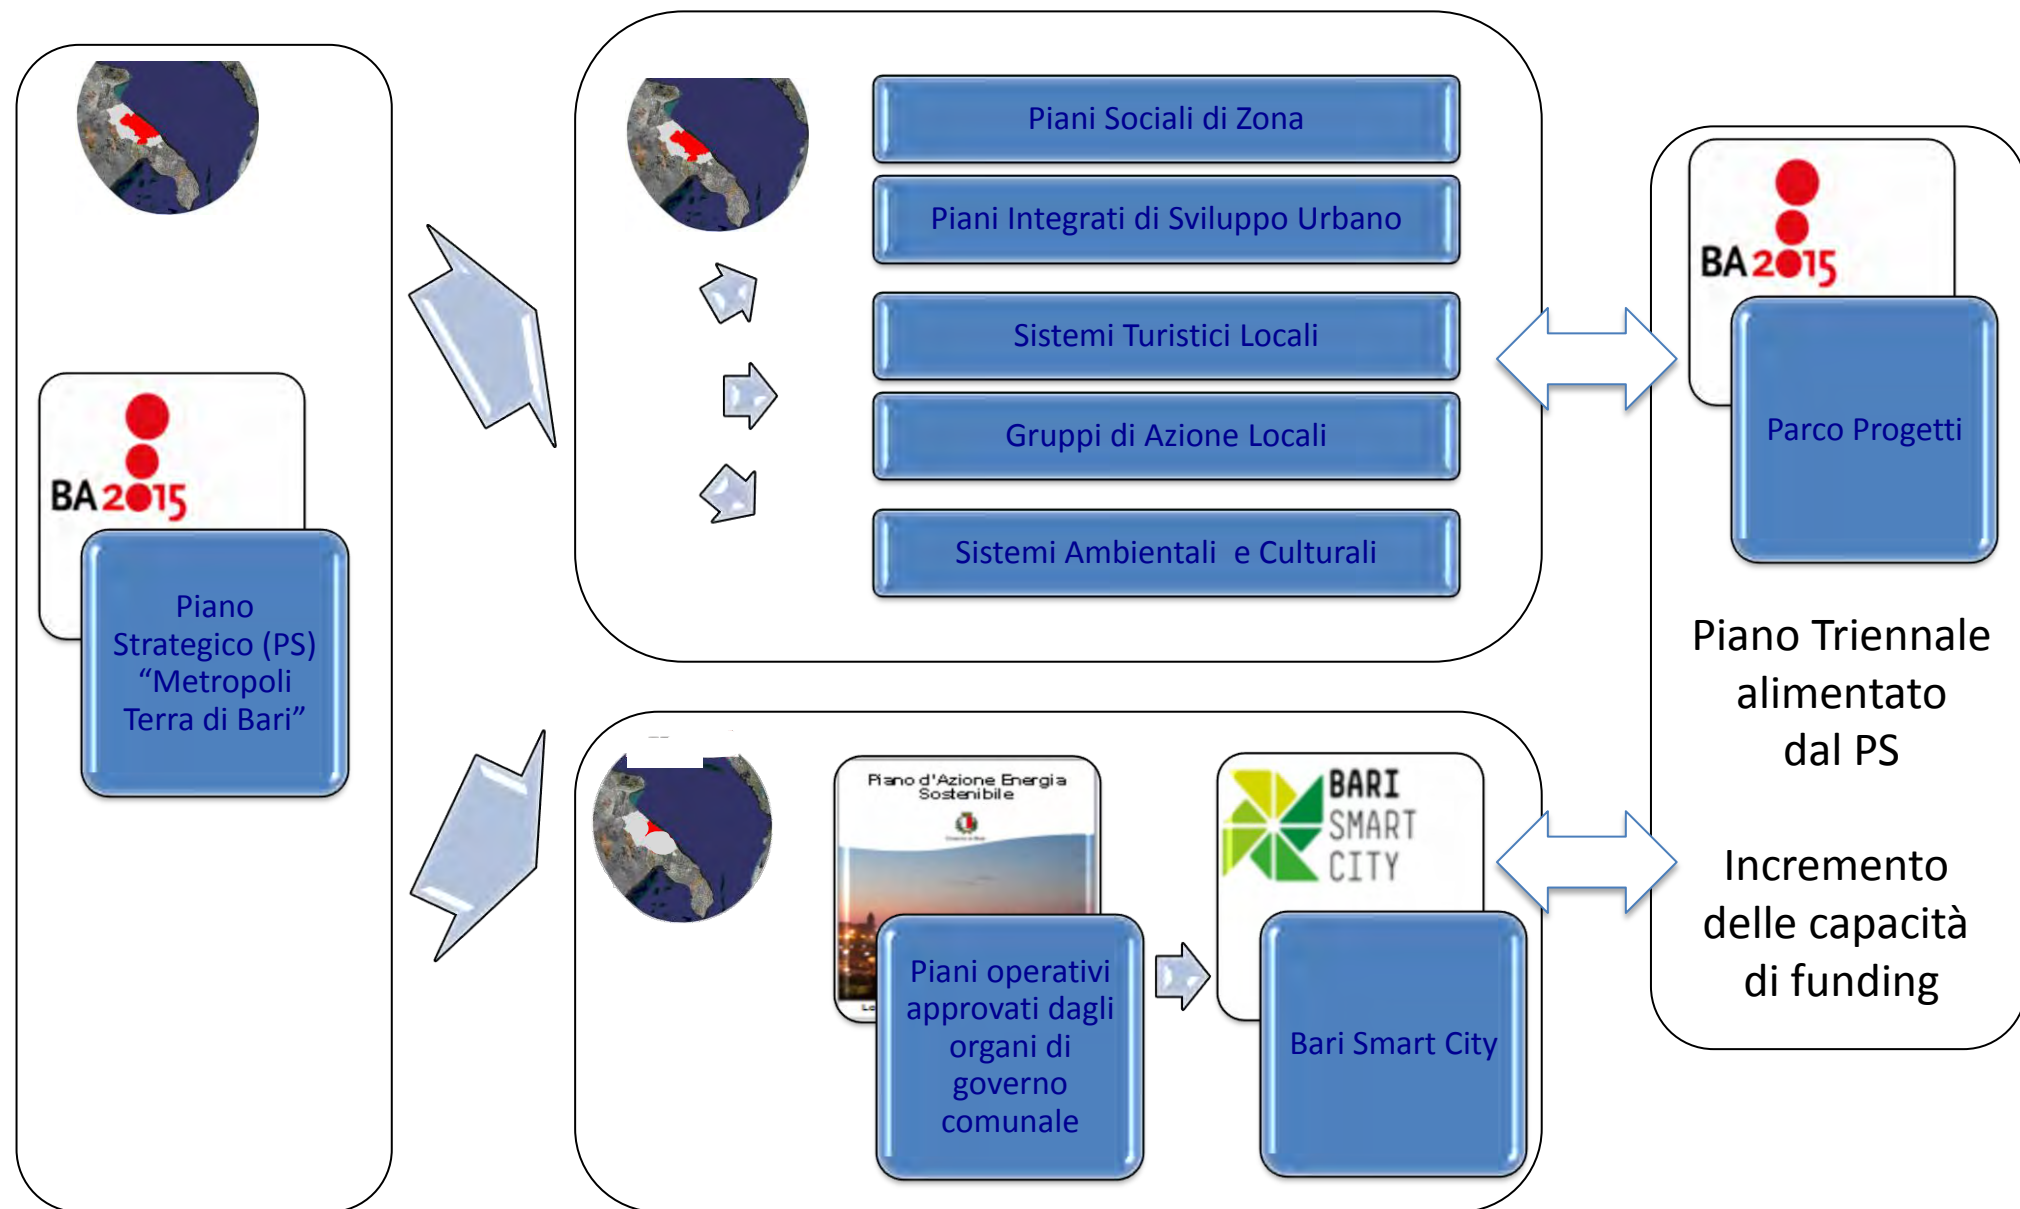 BA 2015
Piano
Strategico (PS)
“Metropoli
Terra di Bari”
Piani Sociali di Zona
Piani Integrati di Sviluppo Urbano
Sistemi Turistici Locali
Gruppi di Azione Locali
Sistemi Ambientali e Culturali
Piano d'Azione Energia
Sostenibile
Piani operativi
approvati dagli
organi di
governo
comunale
BARI
SMART
CITY
Bari Smart City
BA 2015
Parco Progetti
Piano Triennale
alimentato
dal PS
Incremento
delle capacità
di funding